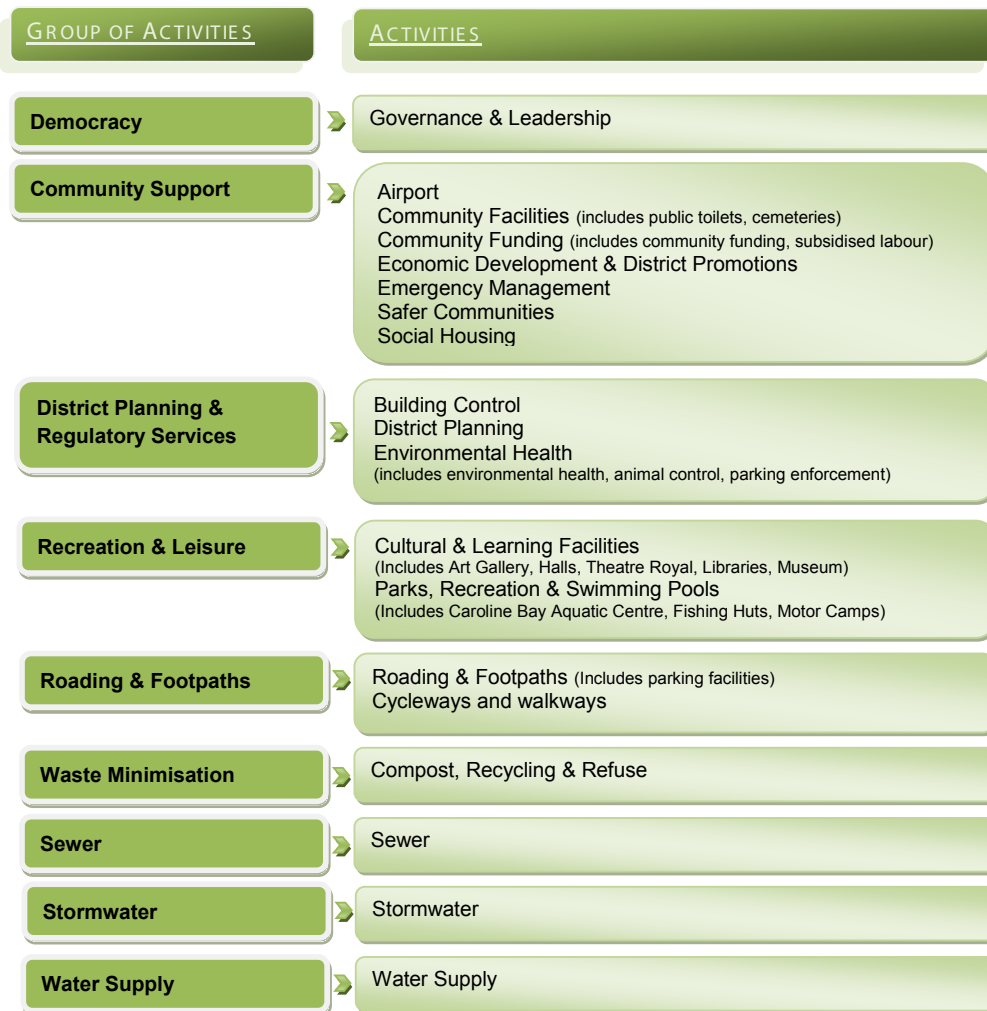 GROUP OF ACTIVITIES
ACTIVITIES
Democracy
Governance & Leadership
Community Support
Airport
Community Facilities (includes public toilets, cemeteries)
Community Funding (includes community funding, subsidised labour)
Economic Development & District Promotions
Emergency Management
Safer Communities
Social Housing
District Planning &
Regulatory Services
Building Control
District Planning
Environmental Health
(includes environmental health, animal control, parking enforcement)
Recreation & Leisure
Cultural & Learning Facilities
(Includes Art Gallery, Halls, Theatre Royal, Libraries, Museum)
Parks, Recreation & Swimming Pools
(Includes Caroline Bay Aquatic Centre, Fishing Huts, Motor Camps)
Roading & Footpaths
Roading & Footpaths (Includes parking facilities)
Cycleways and walkways
Waste Minimisation
Compost, Recycling & Refuse
Sewer
Sewer
Stormwater
Stormwater
Water Supply
Water Supply